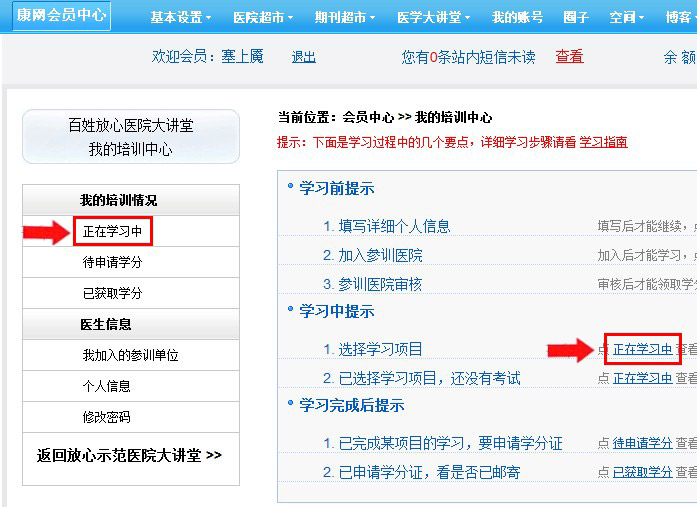 康网会员中心 基本设置 医院超市 期刊超市 医学大讲堂 我的账号 圈子 空间 博客
欢迎会员：塞上魇 退出 您有0条站内短信未读 查看 余 额
百姓放心医院大讲堂
我的培训中心
我的培训情况
正在学习中
待申请学分
已获取学分
医生信息
我加入的参训单位
个人信息
修改密码
返回放心示范医院大讲堂 >>
当前位置：会员中心 >> 我的培训中心
提示：下面是学习过程中的几个要点，详细学习步骤请看 学习指南
学习前提示
1. 填写详细个人信息 填写后才能继续，
2. 加入参训医院 加入后才能学习，
3. 参训医院审核 审核后才能领取学分
学习中提示
1. 选择学习项目 点 正在学习中 查看
2. 已选择学习项目，还没有考试 点 正在学习中 查看
学习完成后提示
1. 已完成某项目的学习，要申请学分证 点 待申请学分 查看
2. 已申请学分证，看是否已邮寄 点 已获取学分 查看